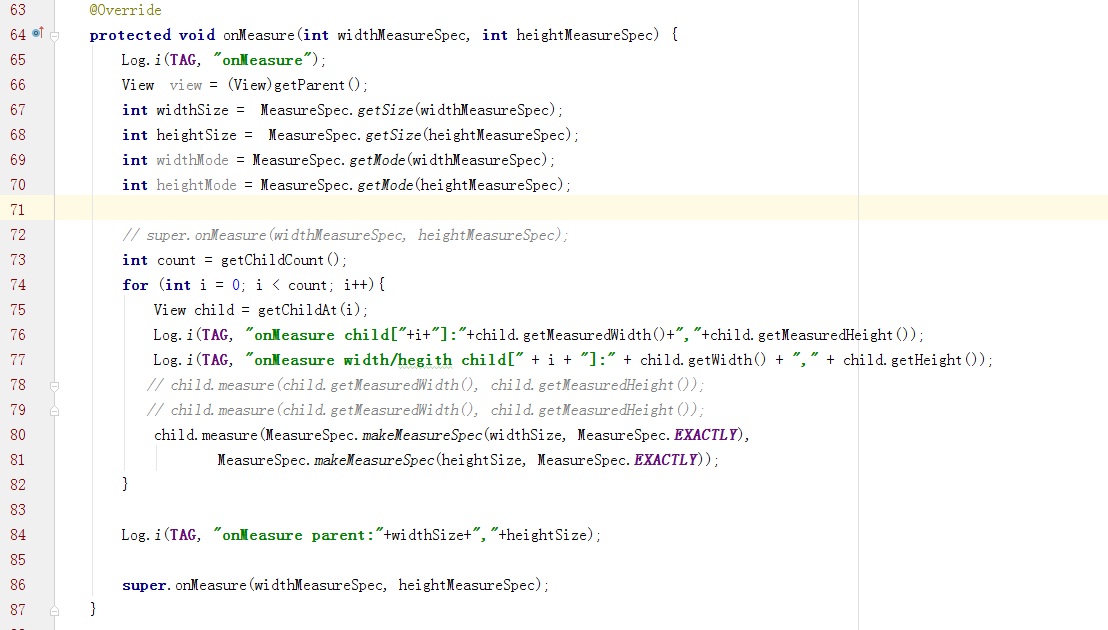 63 @Override
64 protected void onMeasure(int widthMeasureSpec, int heightMeasureSpec) {
65 Log.i(TAG, "onMeasure");
66 View view = (View)getParent();
67 int widthSize = MeasureSpec.getSize(widthMeasureSpec);
68 int heightSize = MeasureSpec.getSize(heightMeasureSpec);
69 int widthMode = MeasureSpec.getMode(widthMeasureSpec);
70 int heightMode = MeasureSpec.getMode(heightMeasureSpec);
71
72 // super.onMeasure(widthMeasureSpec, heightMeasureSpec);
73 int count = getChildCount();
74 for (int i = 0; i < count; i++){
75 View child = getChildAt(i);
76 Log.i(TAG, "onMeasure child["+i+"]:"+child.getMeasuredWidth()+","+child.getMeasuredHeight());
77 Log.i(TAG, "onMeasure width/hegith child[" + i + "]:" + child.getWidth() + "," + child.getHeight());
78 // child.measure(child.getMeasuredWidth(), child.getMeasuredHeight());
79 // child.measure(child.getMeasuredWidth(), child.getMeasuredHeight());
80 child.measure(MeasureSpec.makeMeasureSpec(widthSize, MeasureSpec.EXACTLY),
81 MeasureSpec.makeMeasureSpec(heightSize, MeasureSpec.EXACTLY));
82 }
83
84 Log.i(TAG, "onMeasure parent:"+widthSize+","+heightSize);
85
86 super.onMeasure(widthMeasureSpec, heightMeasureSpec);
87 }